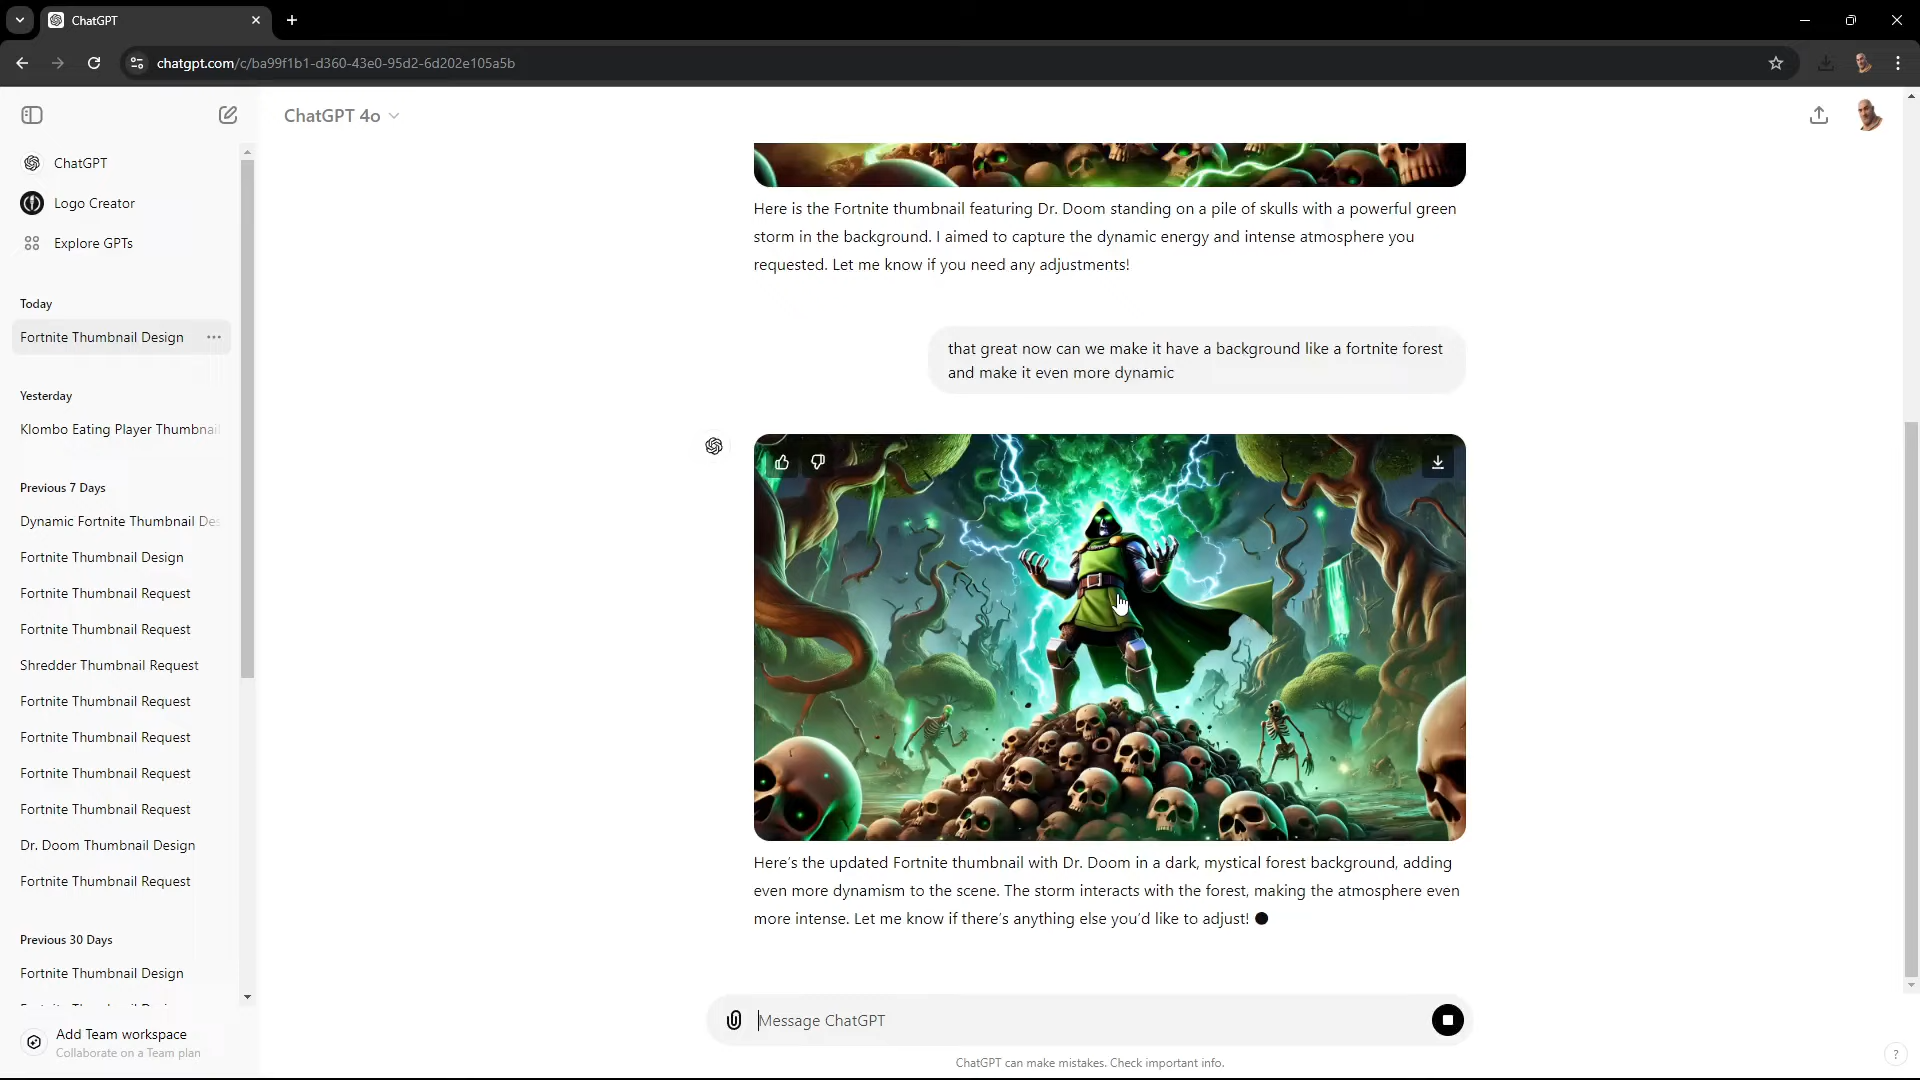 ChatGPT
chatgpt.com/c/ba99f1b1-d360-43e0-95d2-6d202e105a5b
ChatGPT 4o
ChatGPT
Logo Creator
Explore GPTs
Today
Fortnite Thumbnail Design
Yesterday
Klombo Eating Player Thumbnail
Previous 7 Days
Dynamic Fortnite Thumbnail Des
Fortnite Thumbnail Design
Fortnite Thumbnail Request
Fortnite Thumbnail Request
Shredder Thumbnail Request
Fortnite Thumbnail Request
Fortnite Thumbnail Request
Fortnite Thumbnail Request
Fortnite Thumbnail Request
Dr. Doom Thumbnail Design
Fortnite Thumbnail Request
Previous 30 Days
Fortnite Thumbnail Design
Add Team workspace
Collaborate on a Team plan
Here is the Fortnite thumbnail featuring Dr. Doom standing on a pile of skulls with a powerful green
storm in the background. I aimed to capture the dynamic energy and intense atmosphere you
requested. Let me know if you need any adjustments!
that great now can we make it have a background like a fortnite forest
and make it even more dynamic
Here's the updated Fortnite thumbnail with Dr. Doom in a dark, mystical forest background, adding
even more dynamism to the scene. The storm interacts with the forest, making the atmosphere even
more intense. Let me know if there's anything else you'd like to adjust!
Message ChatGPT
ChatGPT can make mistakes. Check important info.
?